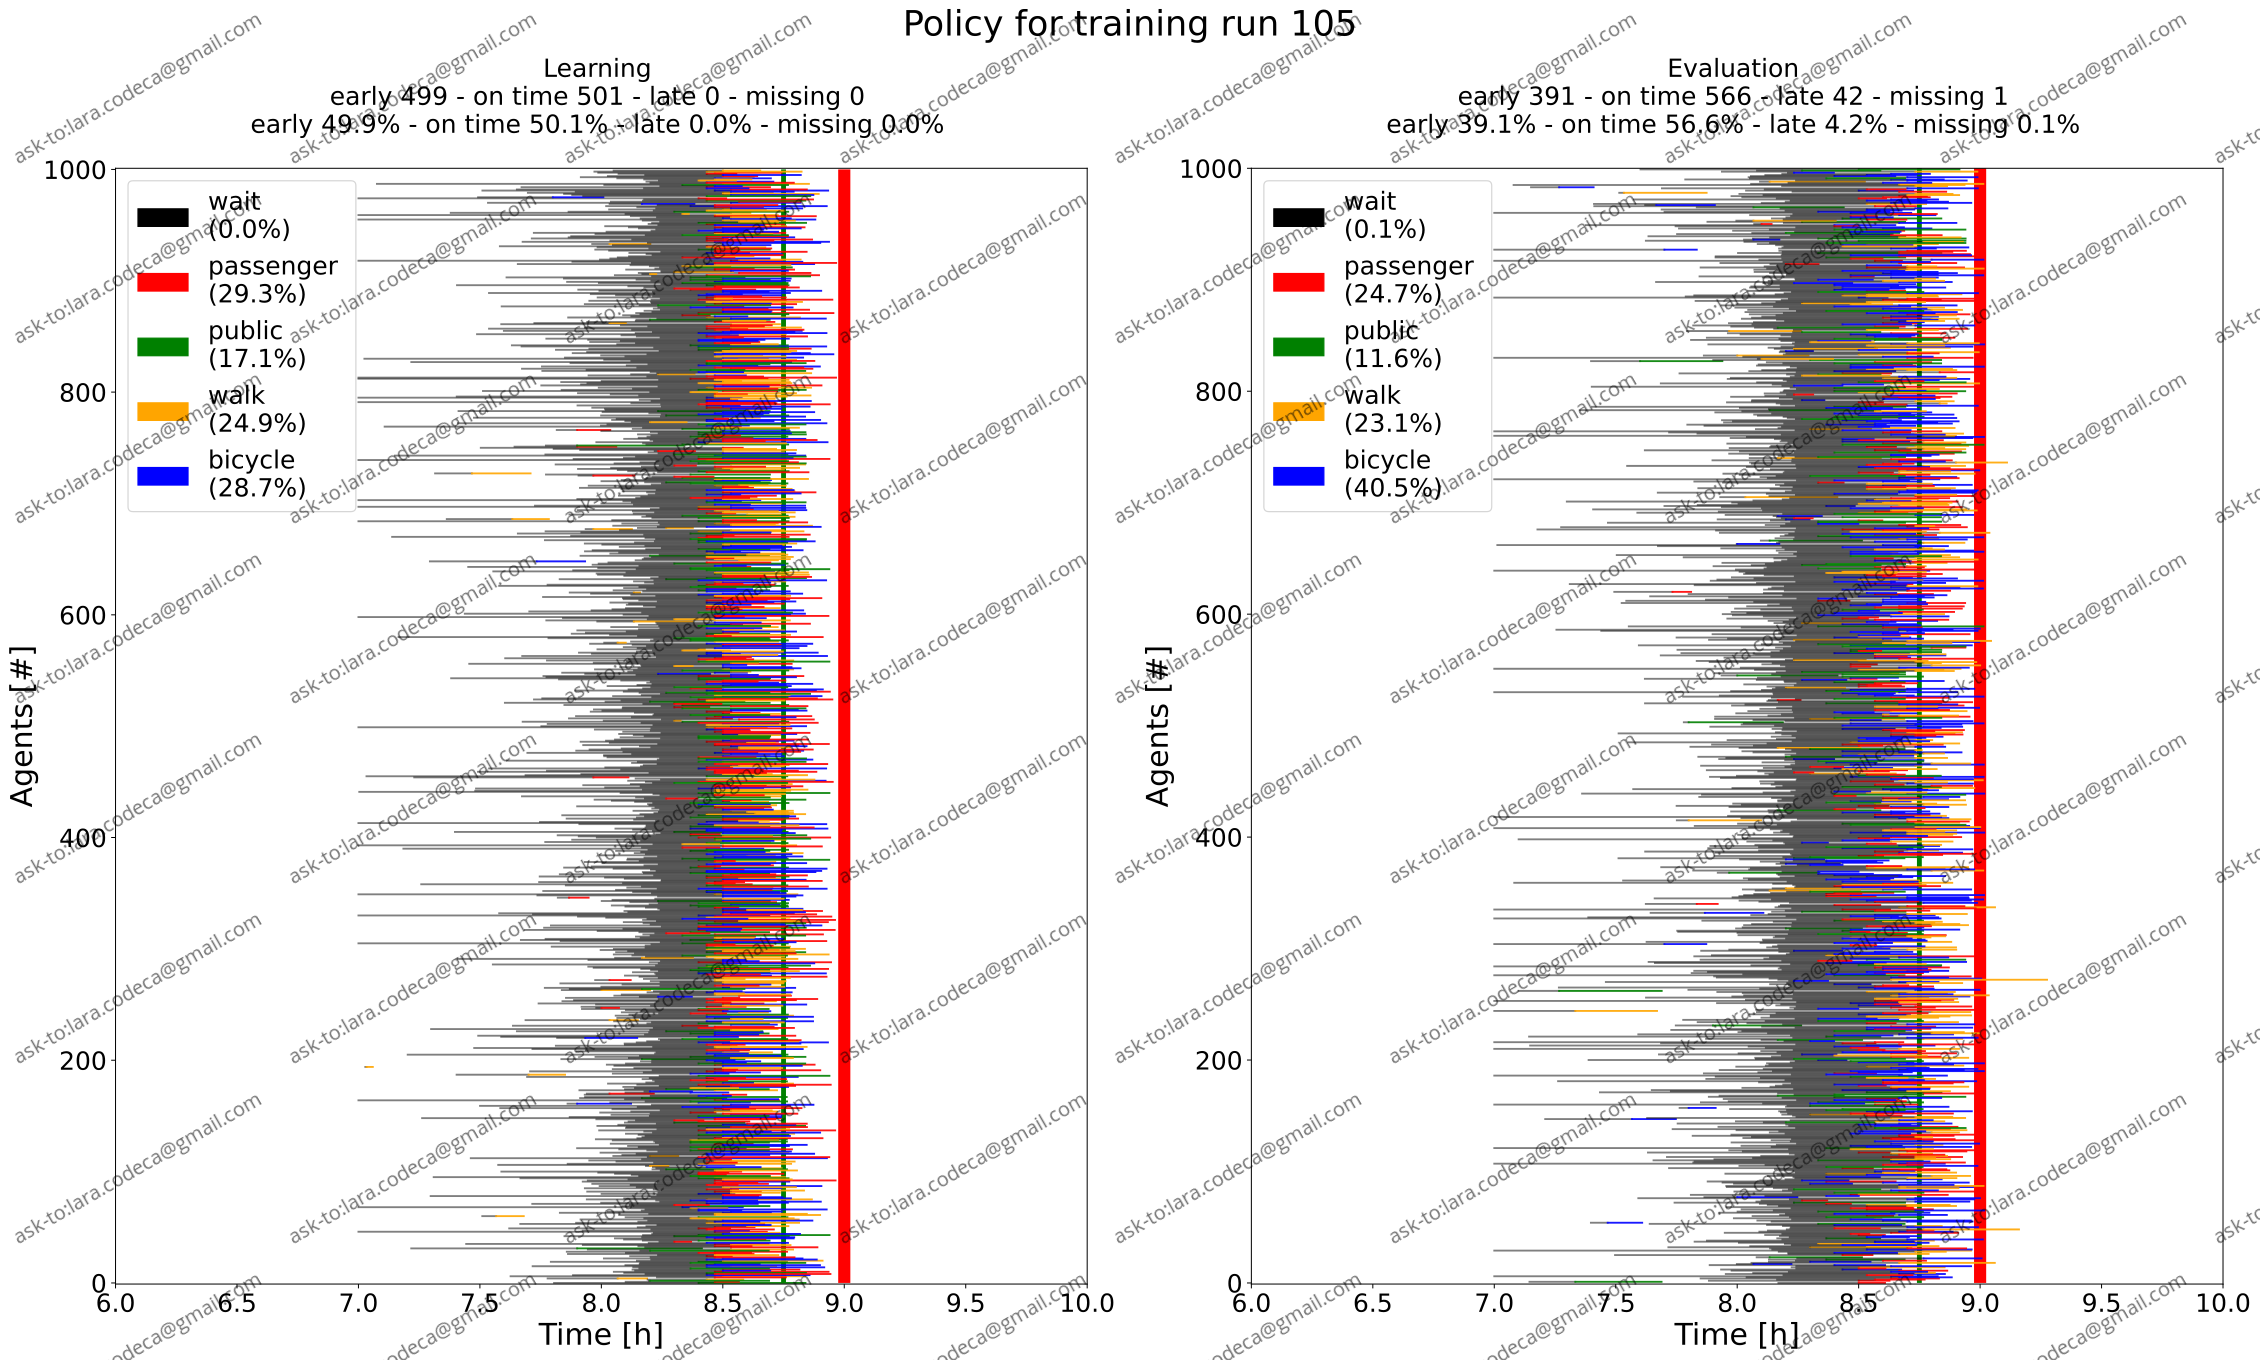 Policy for training run 105
Learning
early 499 - on time 501 - late 0 - missing 0
early 49.9% - on time 50.1% - late 0.0% - missing 0.0%
Evaluation
early 391 - on time 566 - late 42 - missing 1
early 39.1% - on time 56.6% - late 4.2% - missing 0.1%
1000
800
600
400
200
0
Agents [#]
wait
(0.0%)
passenger
(29.3%)
public
(17.1%)
walk
(24.9%)
bicycle
(28.7%)
6.0 6.5 7.0 7.5 8.0 8.5 9.0 9.5 10.0
Time [h]
1000
800
600
400
200
0
Agents [#]
wait
(0.1%)
passenger
(24.7%)
public
(11.6%)
walk
(23.1%)
bicycle
(40.5%)
6.0 6.5 7.0 7.5 8.0 8.5 9.0 9.5 10.0
Time [h]
ask-to:lara.codeca@gmail.com